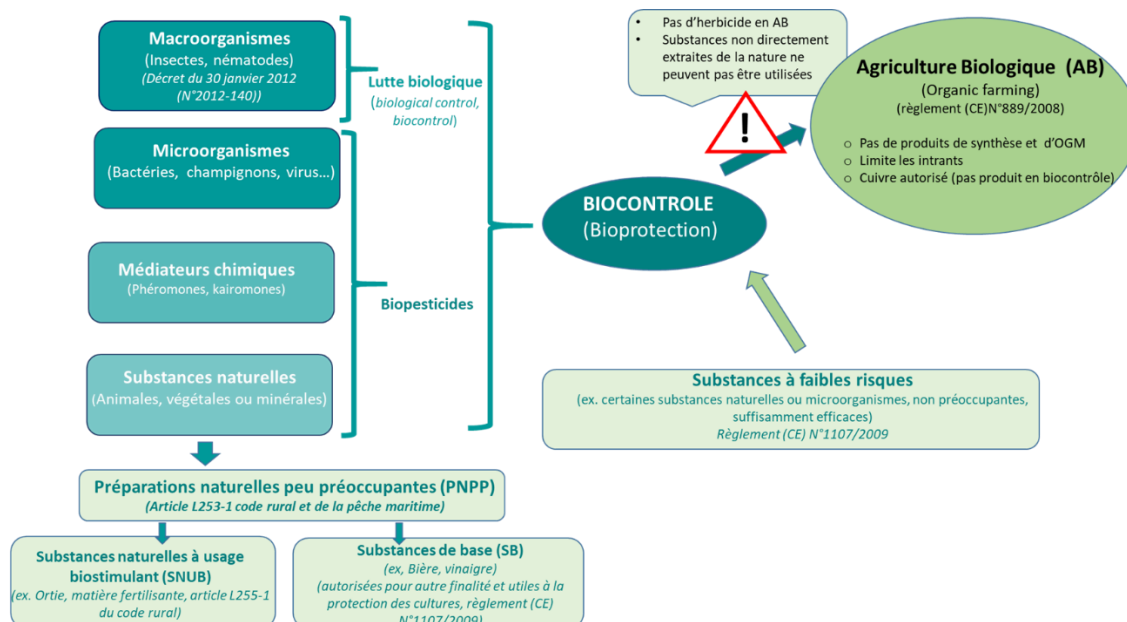 Macroorganismes
(Insectes, nématodes)
(Décret du 30 janvier 2012
(N°2012-140))
Microorganismes
(Bactéries, champignons, virus…)
Médiateurs chimiques
(Phéromones, kairomones)
Substances naturelles
(Animales, végétales ou minérales)
Lutte biologique
(biological control,
biocontrol)
Biopesticides
BIOCONTROLE
(Bioprotection)
• Pas d’herbicide en AB
• Substances non directement
extraites de la nature ne
peuvent pas être utilisées
!
Agriculture Biologique (AB)
(Organic farming)
(règlement (CE)N°889/2008)
o Pas de produits de synthèse et d’OGM
o Limite les intrants
o Cuivre autorisé (pas produit en biocontrôle)
Substances à faibles risques
(ex. certaines substances naturelles ou microorganismes, non préoccupantes,
suffisamment efficaces)
Règlement (CE) N°1107/2009
Préparations naturelles peu préoccupantes (PNPP)
(Article L253-1 code rural et de la pêche maritime)
Substances naturelles à usage
biostimulant (SNUB)
(ex. Ortie, matière fertilisante, article L255-1
du code rural)
Substances de base (SB)
(ex, Bière, vinaigre)
(autorisées pour autre finalité et utiles à la
protection des cultures, règlement (CE)
N°1107/2009)